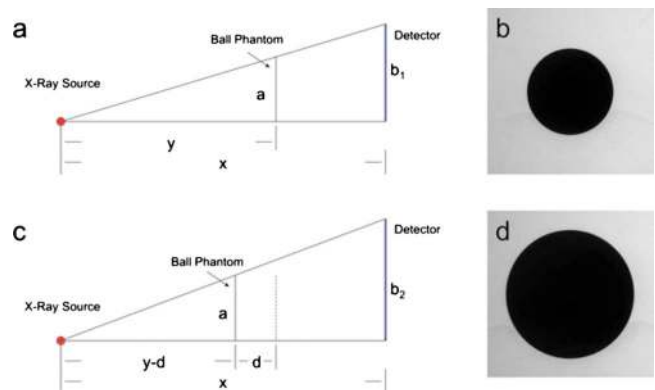 a
Ball Phantom
Detector
X-Ray Source
a
b1
y
x
b
c
Ball Phantom
Detector
X-Ray Source
a
b2
y-d
d
x
d